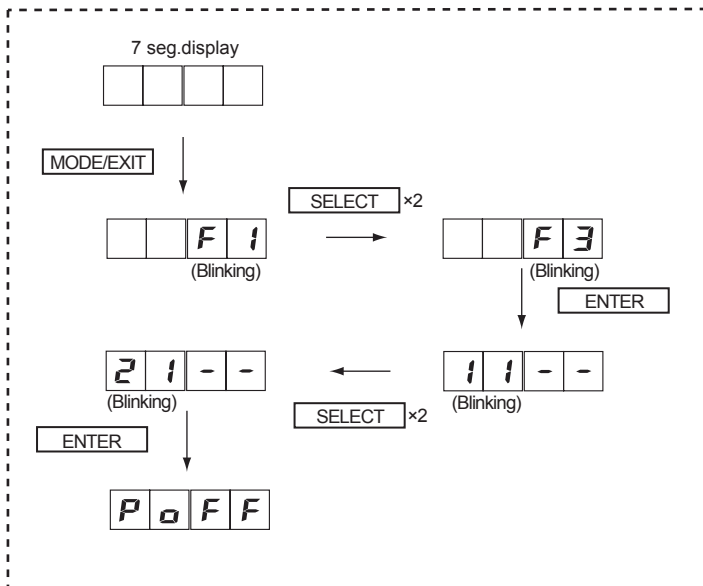 7 seg.display
MODE/EXIT
SELECT ×2
F 1
F 3
(Blinking)
(Blinking)
ENTER
2 1 - -
1 1 - -
(Blinking)
(Blinking)
SELECT ×2
ENTER
P o F F